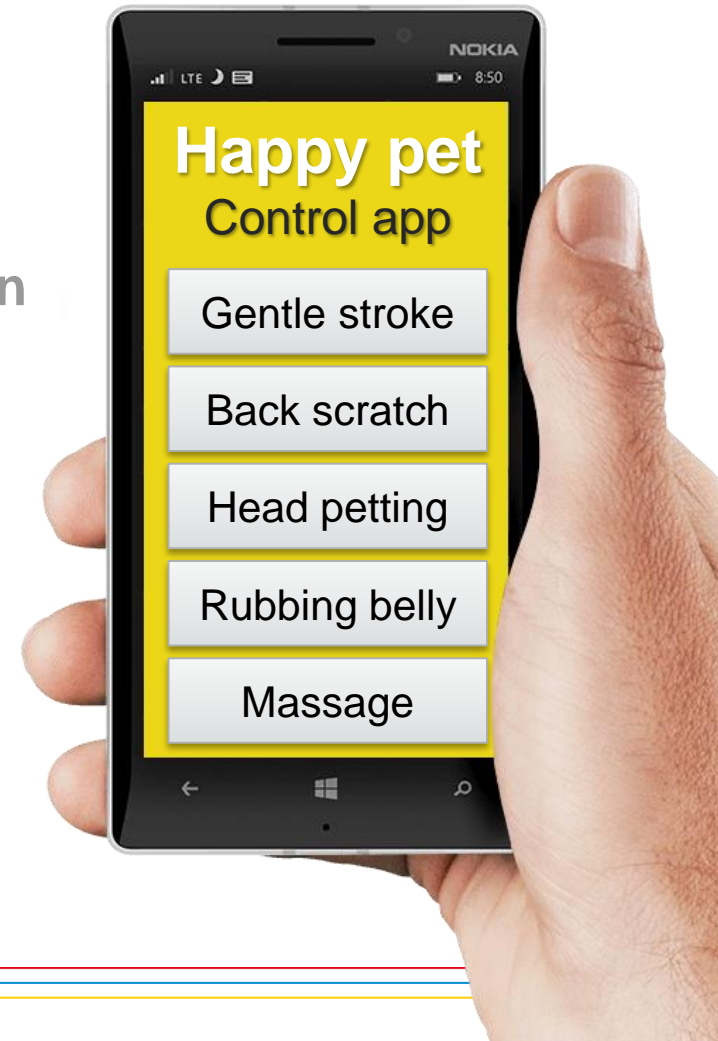 NOKIA
LTE 8:50
Happy pet
Control app
n
Gentle stroke
Back scratch
Head petting
Rubbing belly
Massage